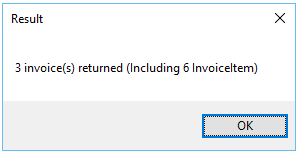 Result
3 invoice(s) returned (Including 6 InvoiceItem)
OK